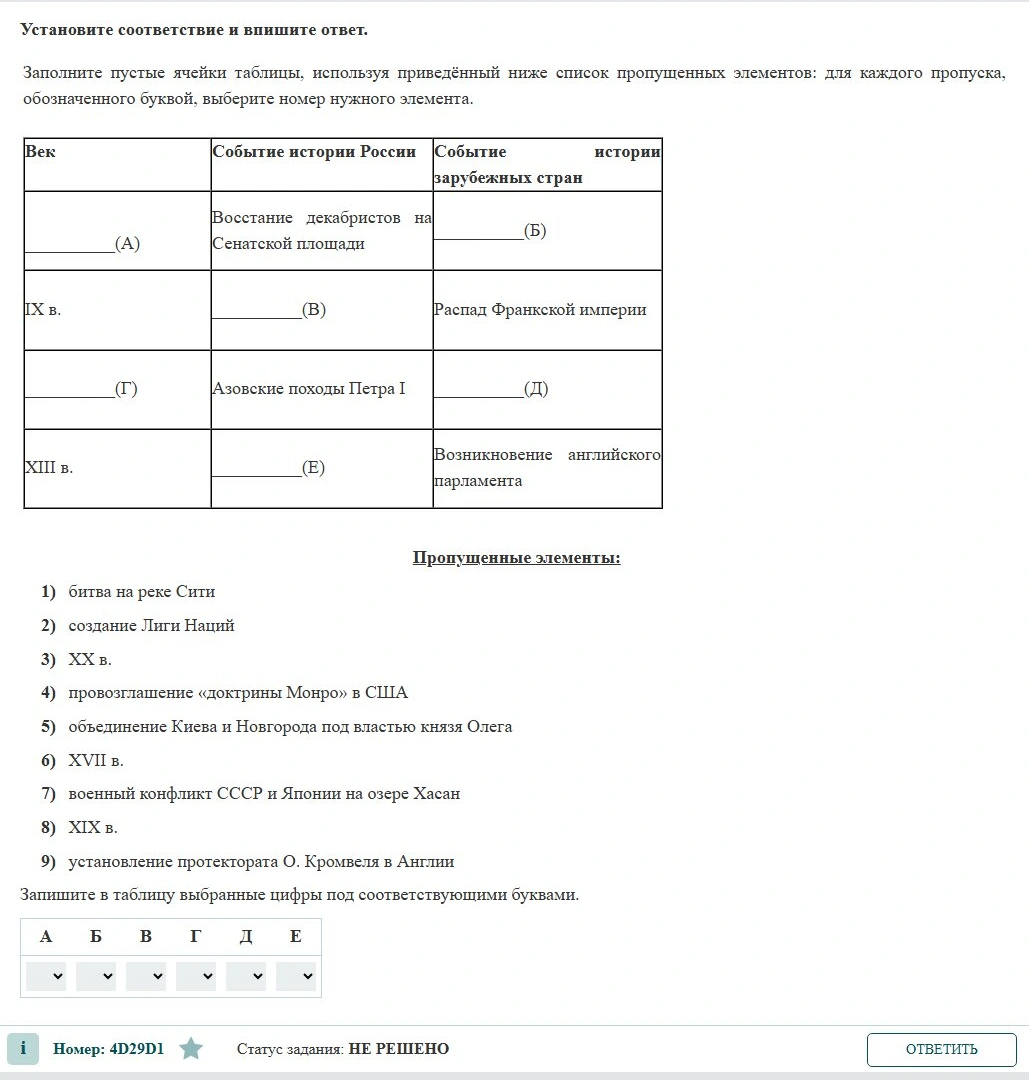 Установите соответствие и впишите ответ.
Заполните пустые ячейки таблицы, используя приведённый ниже список пропущенных элементов: для каждого пропуска,
обозначенного буквой, выберите номер нужного элемента.
Век
Событие истории России
Событие истории
зарубежных стран
__________(А)
Восстание декабристов на
Сенатской площади
__________(Б)
IX в.
__________(В)
Распад Франкской империи
__________(Г)
Азовские походы Петра I
__________(Д)
XIII в.
__________(Е)
Возникновение английского
парламента
Пропущенные элементы:
1) битва на реке Сити
2) создание Лиги Наций
3) XX в.
4) провозглашение «доктрины Монро» в США
5) объединение Киева и Новгорода под властью князя Олега
6) XVII в.
7) военный конфликт СССР и Японии на озере Хасан
8) XIX в.
9) установление протектората О. Кромвеля в Англии
Запишите в таблицу выбранные цифры под соответствующими буквами.
А Б В Г Д Е
i Номер: 4D29D1 Статус задания: НЕ РЕШЕНО ОТВЕТИТЬ